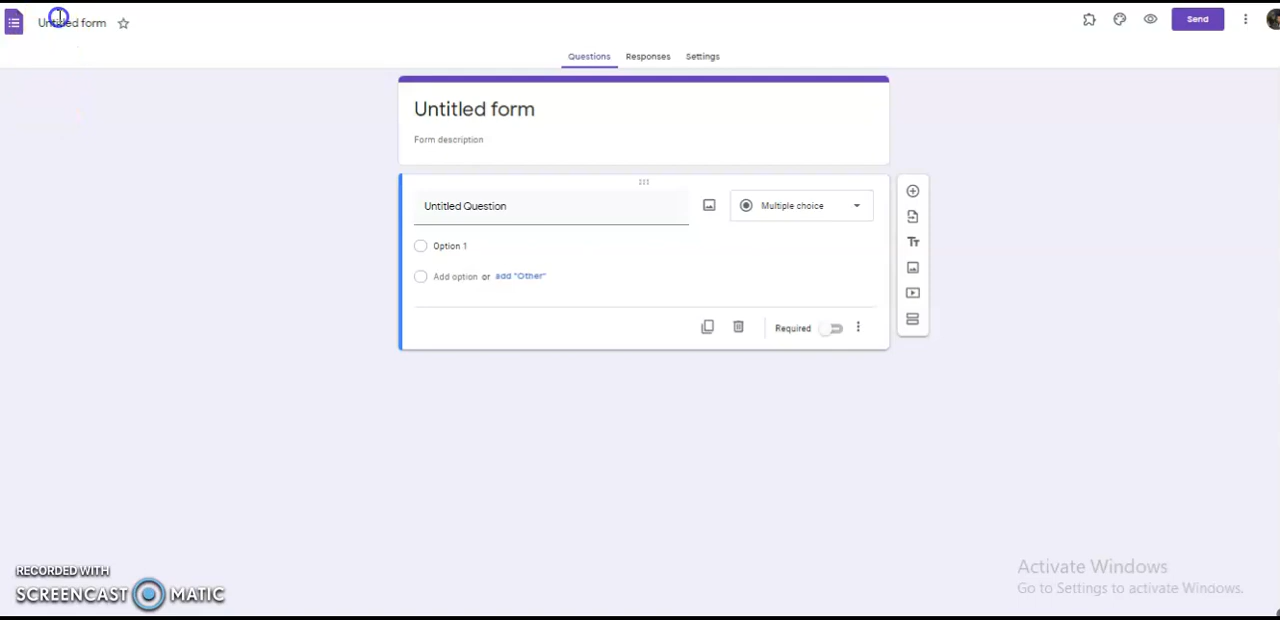 Untitled form
Send
Questions Responses Settings
Untitled form
Form description
Untitled Question
Multiple choice
Option 1
Add option or add "Other"
Required
RECORDED WITH
SCREENCAST MATIC
Activate Windows
Go to Settings to activate Windows.